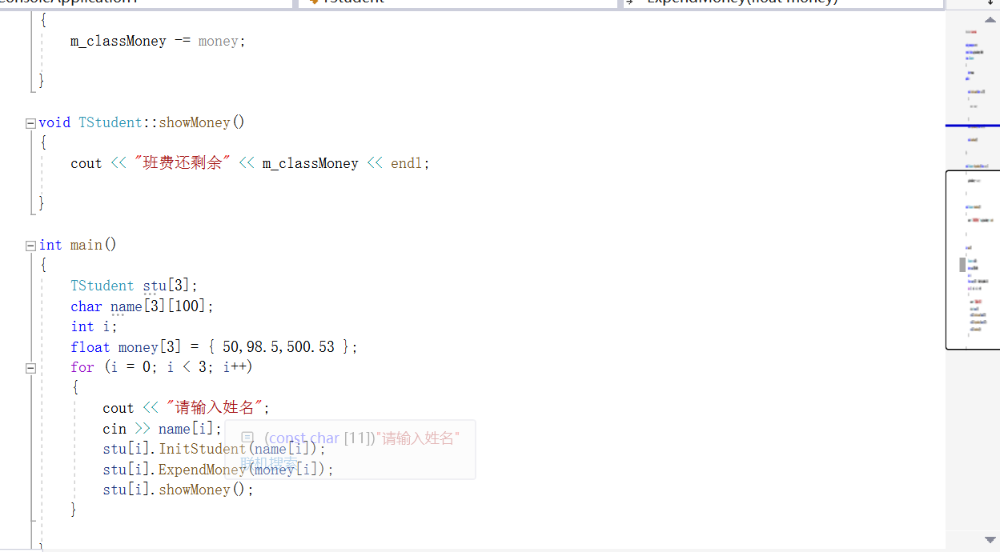 TStudent
ExpendMoney(float money)
{
m_classMoney -= money;
}
void TStudent::showMoney()
{
cout << "班费还剩余" << m_classMoney << endl;
}
int main()
{
TStudent stu[3];
char name[3][100];
int i;
float money[3] = { 50,98.5,500.53 };
for (i = 0; i < 3; i++)
{
cout << "请输入姓名";
cin >> name[i];
(const char [11])"请输入姓名"
stu[i].InitStudent(name[i]);
联机搜索
stu[i].ExpendMoney(money[i]);
stu[i].showMoney();
}
}